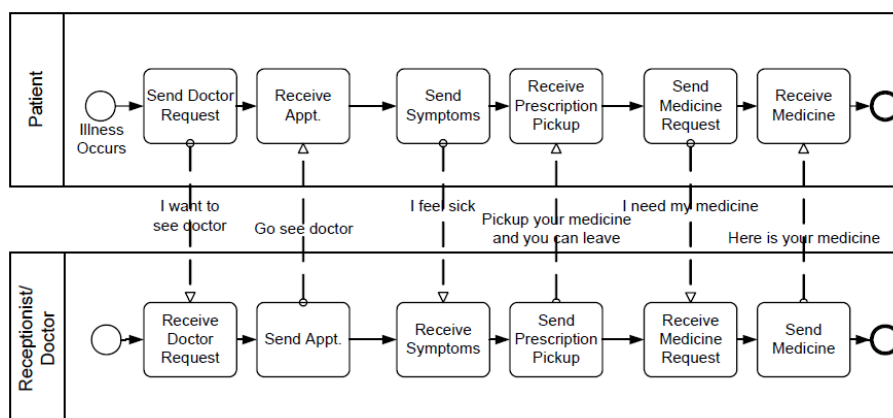 Patient
Illness
Occurs
Send Doctor
Request
Receive
Appt.
Send
Symptoms
Receive
Prescription
Pickup
Send
Medicine
Request
Receive
Medicine
I want to
see doctor
Go see doctor
I feel sick
Pickup your medicine
and you can leave
I need my medicine
Here is your medicine
Receptionist/
Doctor
Receive
Doctor
Request
Send Appt.
Receive
Symptoms
Send
Prescription
Pickup
Receive
Medicine
Request
Send
Medicine